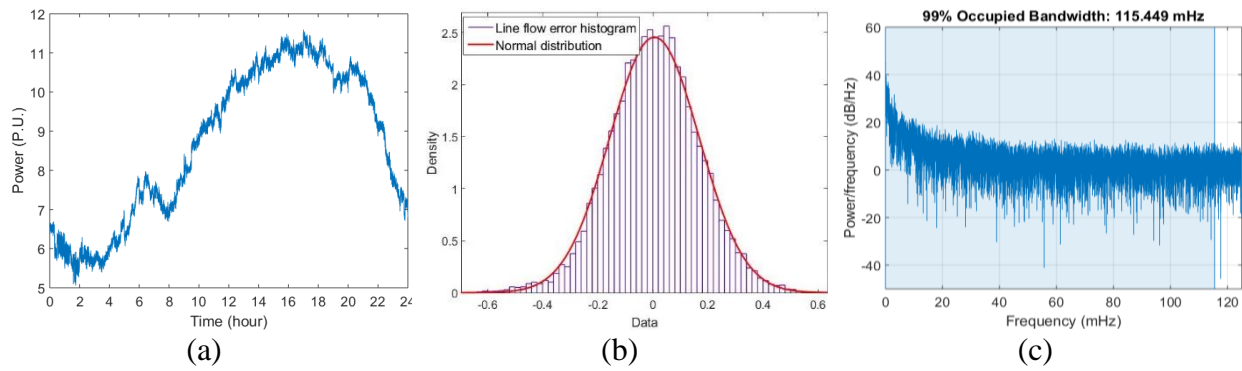 Power (P.U.)
12
11
10
9
8
7
6
5
0 2 4 6 8 10 12 14 16 18 20 22 24
Time (hour)
(a)
Line flow error histogram
Normal distribution
Density
2.5
2
1.5
1
0.5
0
-0.6 -0.4 -0.2 0 0.2 0.4 0.6
Data
(b)
99% Occupied Bandwidth: 115.449 mHz
Power/frequency (dB/Hz)
60
40
20
0
-20
-40
0 20 40 60 80 100 120
Frequency (mHz)
(c)